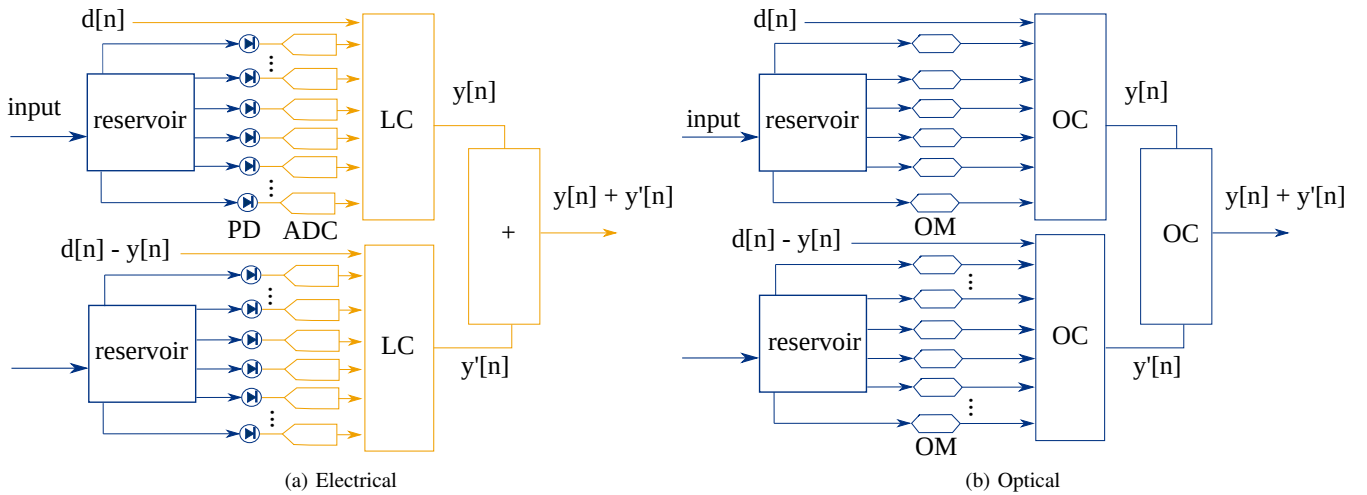 d[n]
input
reservoir
LC
y[n]
PD
ADC
+
y[n] + y'[n]
d[n] - y[n]
reservoir
LC
y'[n]
(a) Electrical
d[n]
input
reservoir
OC
y[n]
OM
OC
y[n] + y'[n]
d[n] - y[n]
reservoir
OC
y'[n]
OM
(b) Optical